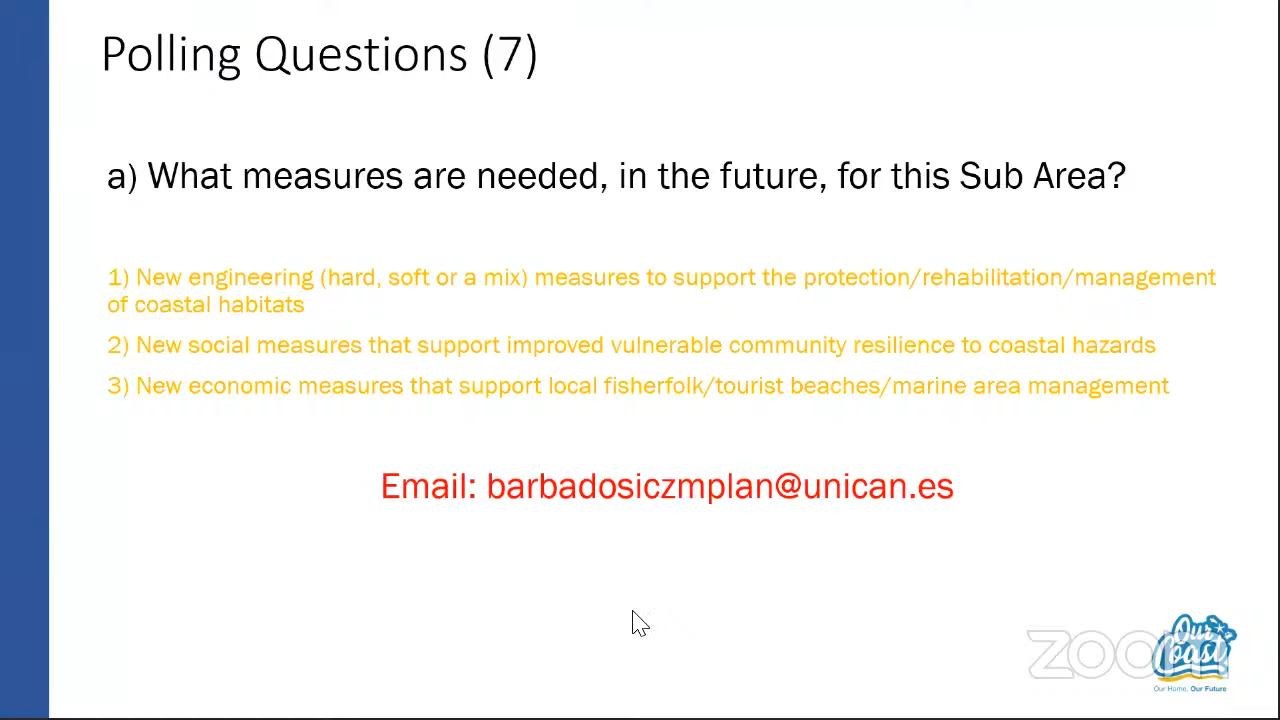 Polling Questions (7)
a) What measures are needed, in the future, for this Sub Area?
1) New engineering (hard, soft or a mix) measures to support the protection/rehabilitation/management
of coastal habitats
2) New social measures that support improved vulnerable community resilience to coastal hazards
3) New economic measures that support local fisherfolk/tourist beaches/marine area management
Email: barbadosiczmplan@unican.es
zoom
Our
Coast
Our Home, Our Future